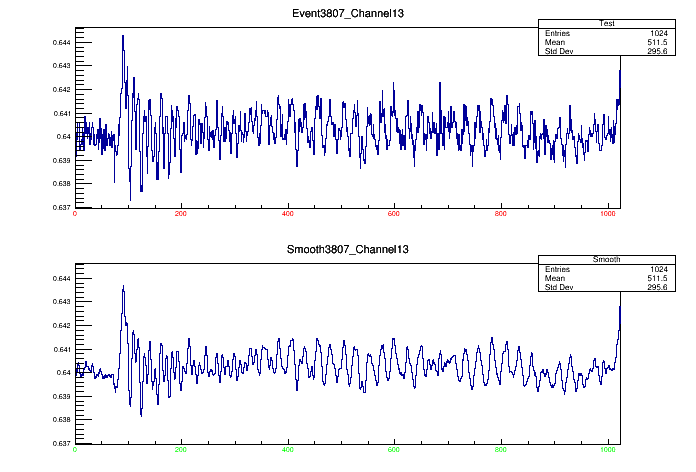 Event3807_Channel13
Test
Entries 1024
Mean 511.5
Std Dev 295.6
0.644
0.643
0.642
0.641
0.64
0.639
0.638
0.637
0 200 400 600 800 1000
Smooth3807_Channel13
Smooth
Entries 1024
Mean 511.5
Std Dev 295.6
0.644
0.643
0.642
0.641
0.64
0.639
0.638
0.637
0 200 400 600 800 1000